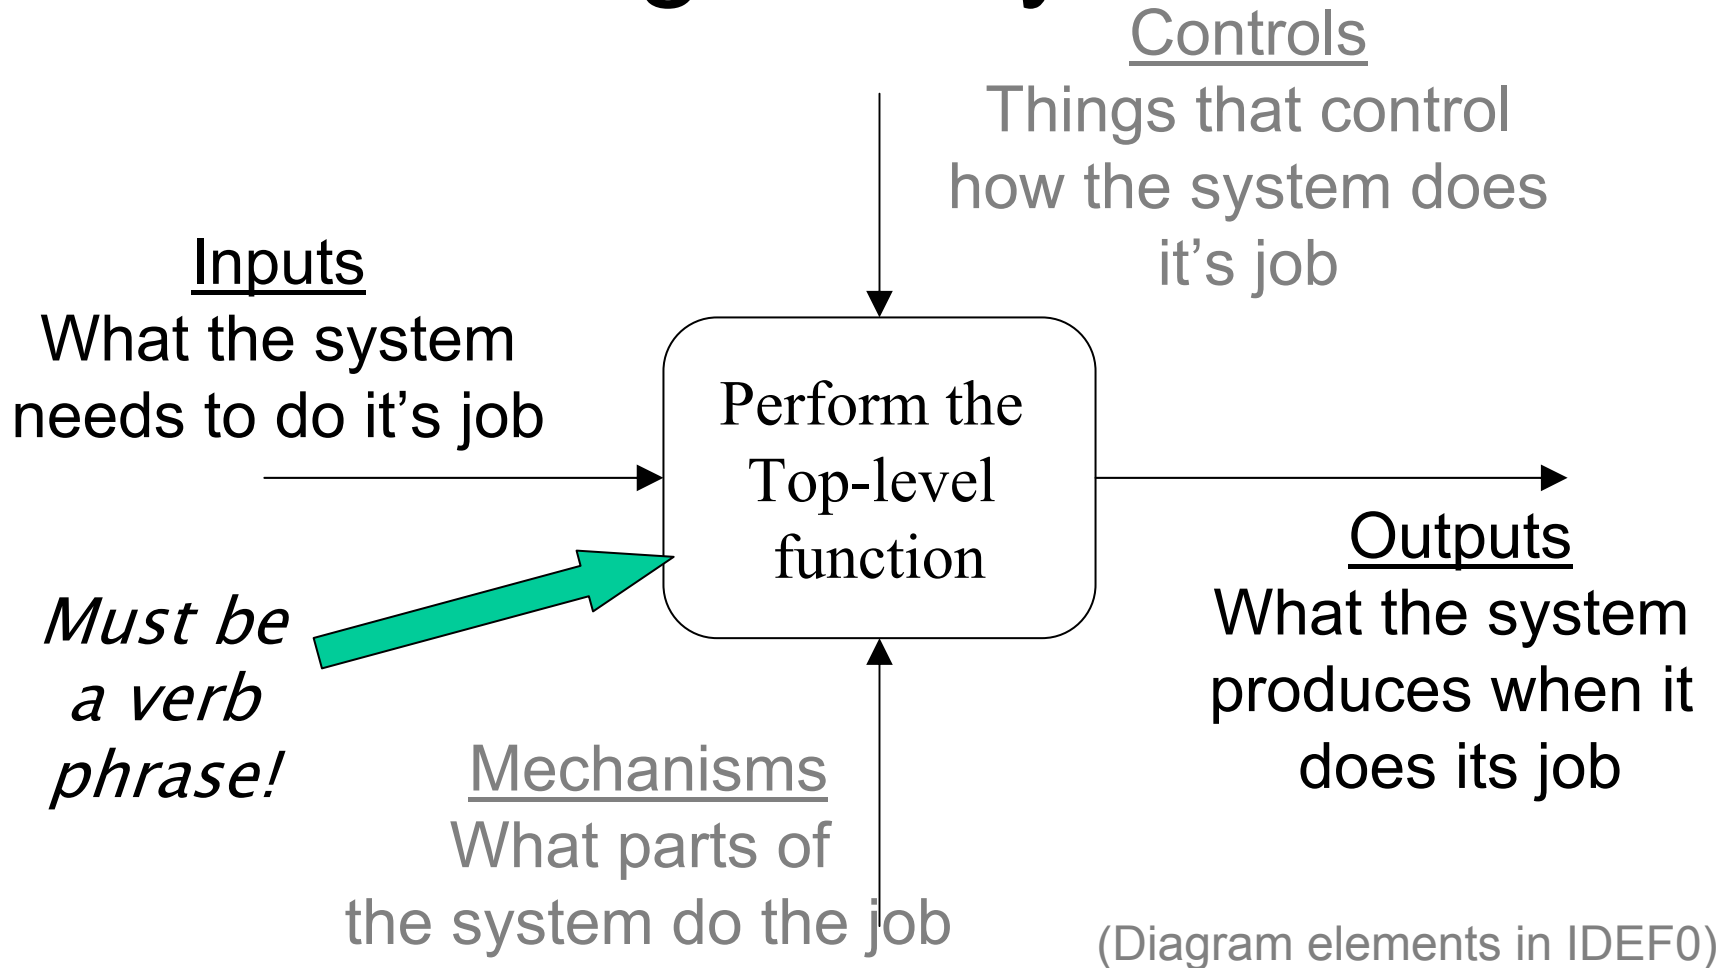 Controls
Things that control
how the system does
it’s job
Inputs
What the system
needs to do it’s job
Perform the
Top-level
function
Must be
a verb
phrase!
Outputs
What the system
produces when it
does its job
Mechanisms
What parts of
the system do the job
(Diagram elements in IDEF0)